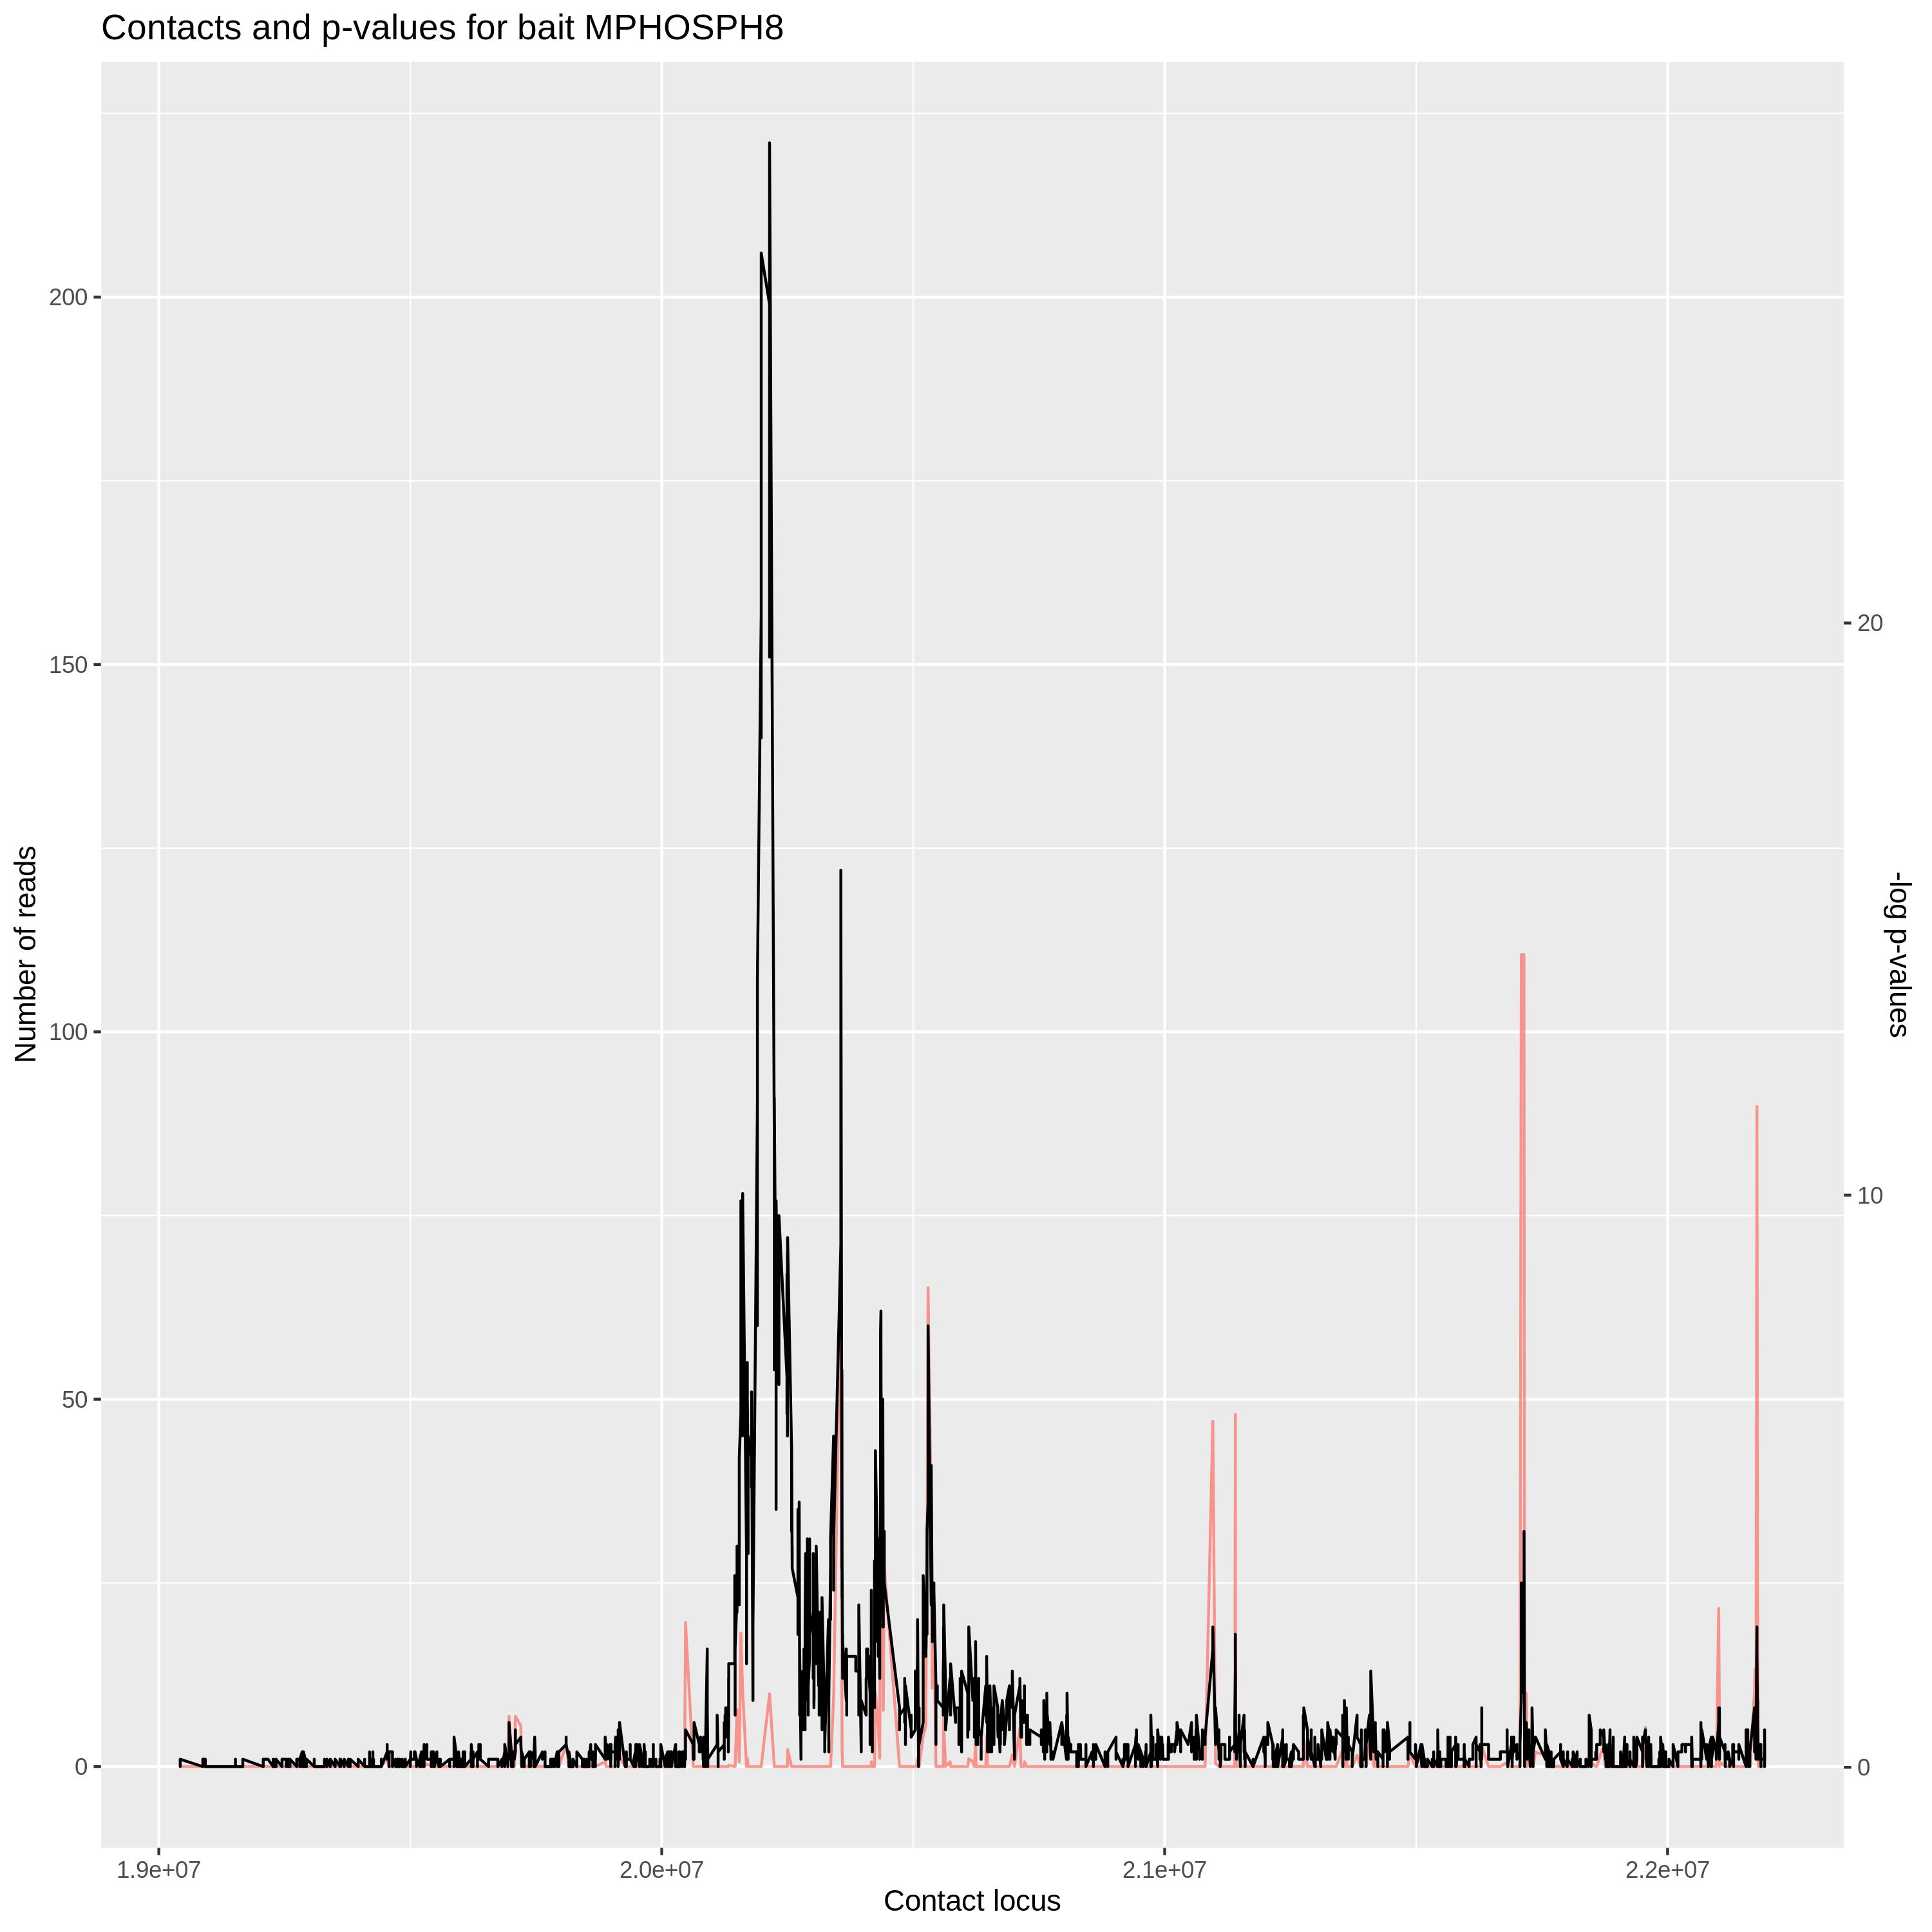 Contacts and p-values for bait MPHOSPH8
200
150
100
50
0
Number of reads
20
10
0
-log p-values
1.9e+07 2.0e+07 2.1e+07 2.2e+07
Contact locus